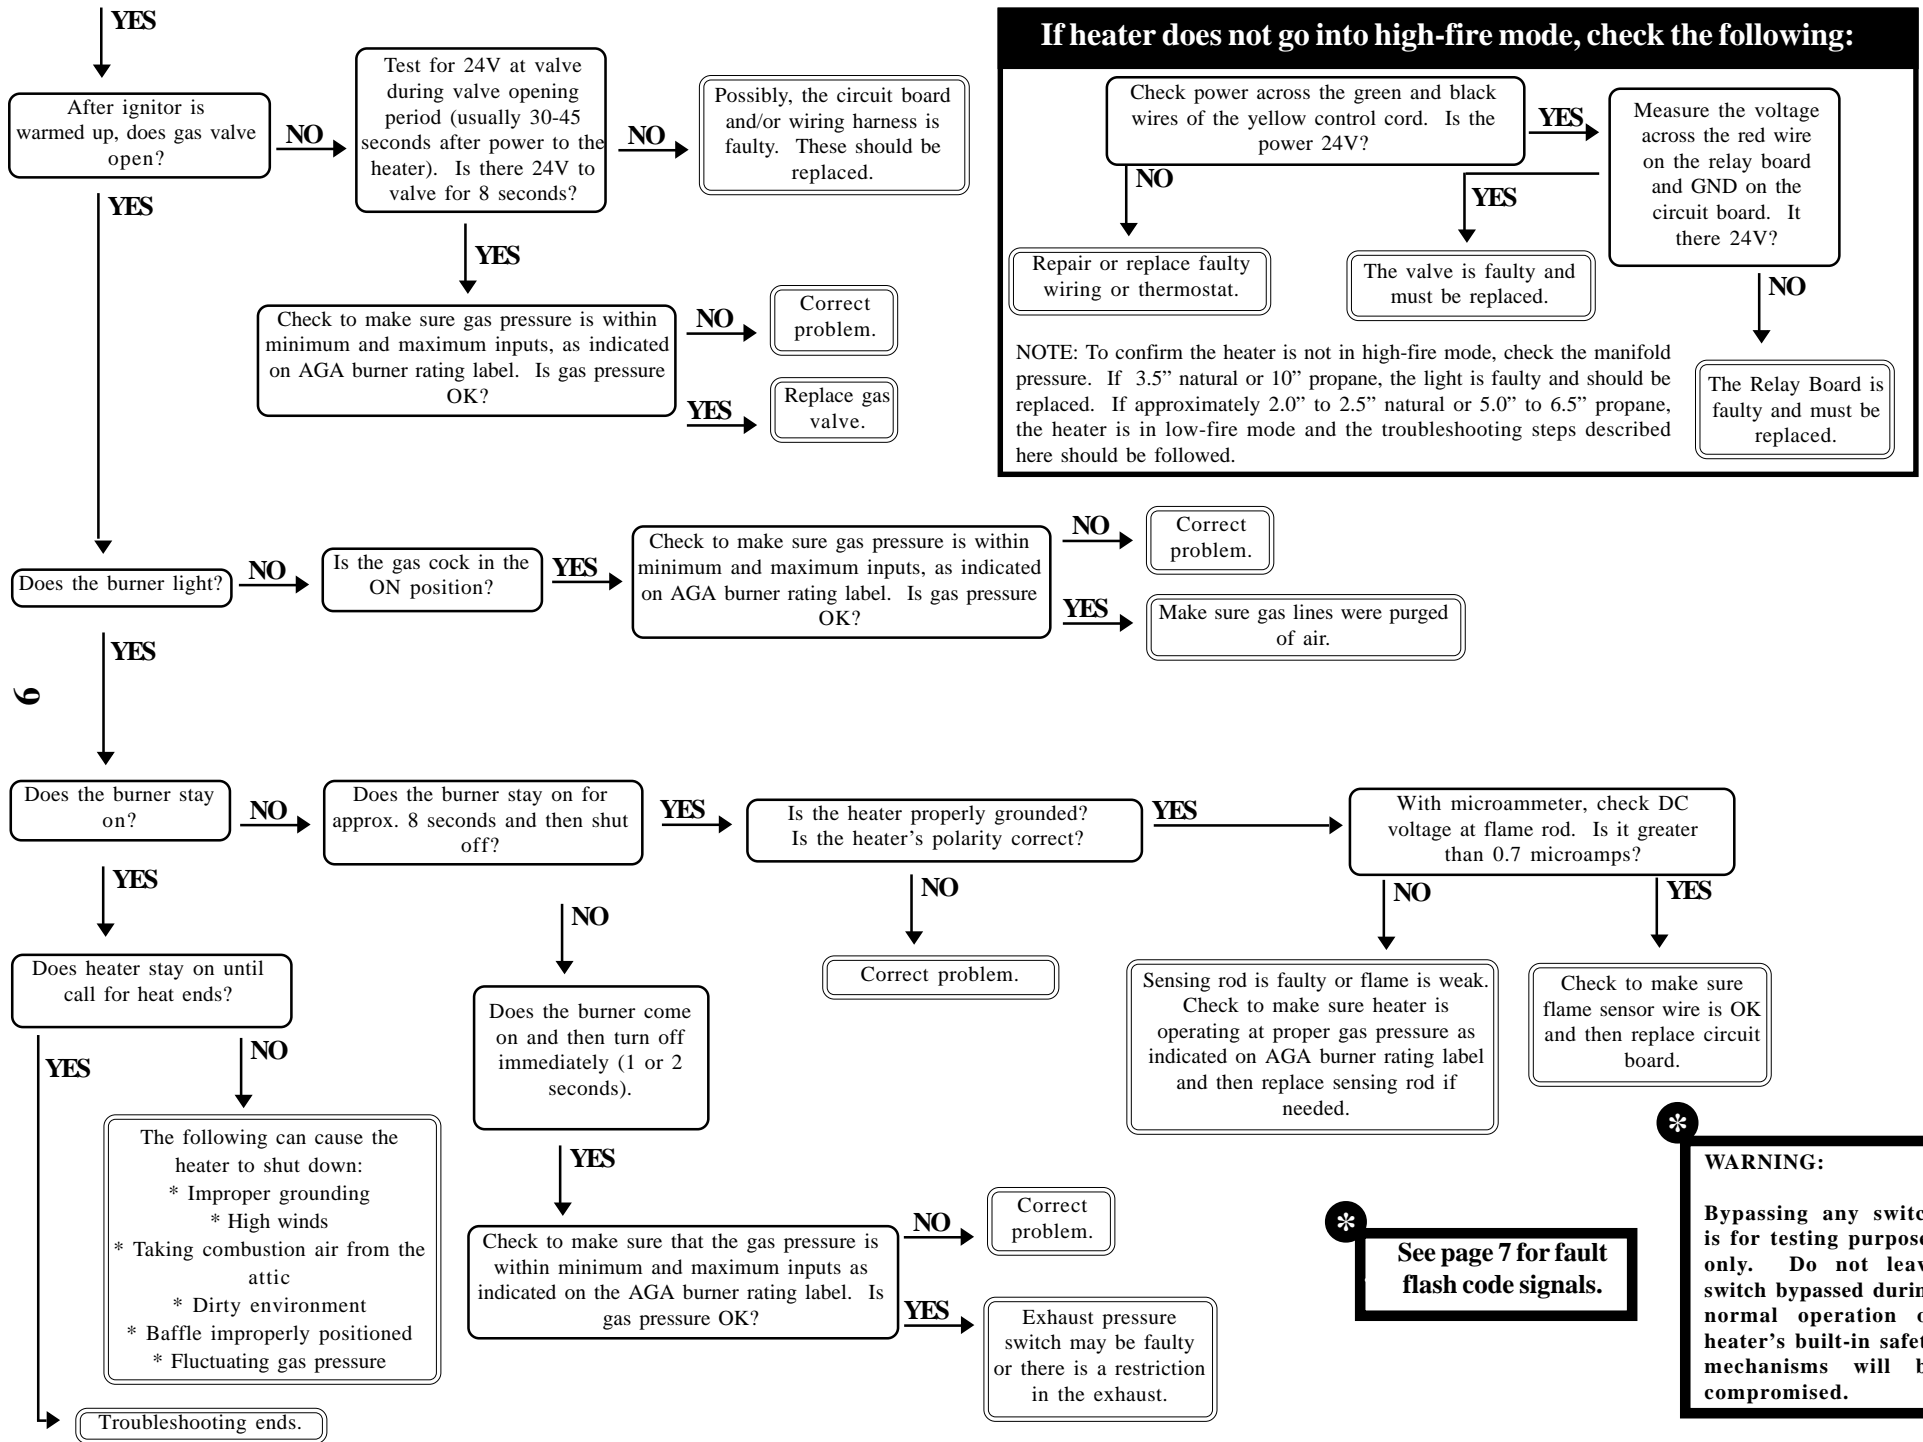 YES
After ignitor is
warmed up, does gas valve
open?
NO
Test for 24V at valve
during valve opening
period (usually 30-45
seconds after power to the
heater).  Is there 24V to
valve for 8 seconds?
NO
Possibly, the circuit board
and/or wiring harness is
faulty.  These should be
replaced.
YES
YES
Check to make sure gas pressure is within
minimum and maximum inputs, as indicated
on AGA burner rating label.  Is gas pressure
OK?
NO
Correct
problem.
YES
Replace gas
valve.
If heater does not go into high-fire mode, check the following:
Check power across the green and black
wires of the yellow control cord.  Is the
power 24V?
YES
Measure the voltage
across the red wire
on the relay board
and GND on the
circuit board.  It
there 24V?
NO
YES
NO
Repair or replace faulty
wiring or thermostat.
The valve is faulty and
must be replaced.
The Relay Board is
faulty and must be
replaced.
NOTE: To confirm the heater is not in high-fire mode, check the manifold
pressure.  If  3.5” natural or 10” propane, the light is faulty and should be
replaced.  If approximately 2.0” to 2.5” natural or 5.0” to 6.5” propane,
the heater is in low-fire mode and the troubleshooting steps described
here should be followed.
Does the burner light?
NO
Is the gas cock in the
ON position?
YES
Check to make sure gas pressure is within
minimum and maximum inputs, as indicated
on AGA burner rating label.  Is gas pressure
OK?
NO
Correct
problem.
YES
Make sure gas lines were purged
of air.
YES
6
Does the burner stay
on?
NO
Does the burner stay on for
approx. 8 seconds and then shut
off?
YES
Is the heater properly grounded?
Is the heater’s polarity correct?
YES
With microammeter, check DC
voltage at flame rod.  Is it greater
than 0.7 microamps?
YES
NO
NO
NO
YES
Does heater stay on until
call for heat ends?
Does the burner come
on and then turn off
immediately (1 or 2
seconds).
Correct problem.
Sensing rod is faulty or flame is weak.
Check to make sure heater is
operating at proper gas pressure as
indicated on AGA burner rating label
and then replace sensing rod if
needed.
Check to make sure
flame sensor wire is OK
and then replace circuit
board.
YES
NO
The following can cause the
heater to shut down:
* Improper grounding
* High winds
* Taking combustion air from the
attic
* Dirty environment
* Baffle improperly positioned
* Fluctuating gas pressure
Troubleshooting ends.
YES
Check to make sure that the gas pressure is
within minimum and maximum inputs as
indicated on the AGA burner rating label.  Is
gas pressure OK?
NO
Correct
problem.
YES
Exhaust pressure
switch may be faulty
or there is a restriction
in the exhaust.
*
See page 7 for fault
flash code signals.
*
WARNING:
Bypassing any switc
is for testing purpose
only.  Do not leav
switch bypassed durin
normal operation o
heater’s built-in safet
mechanisms will b
compromised.